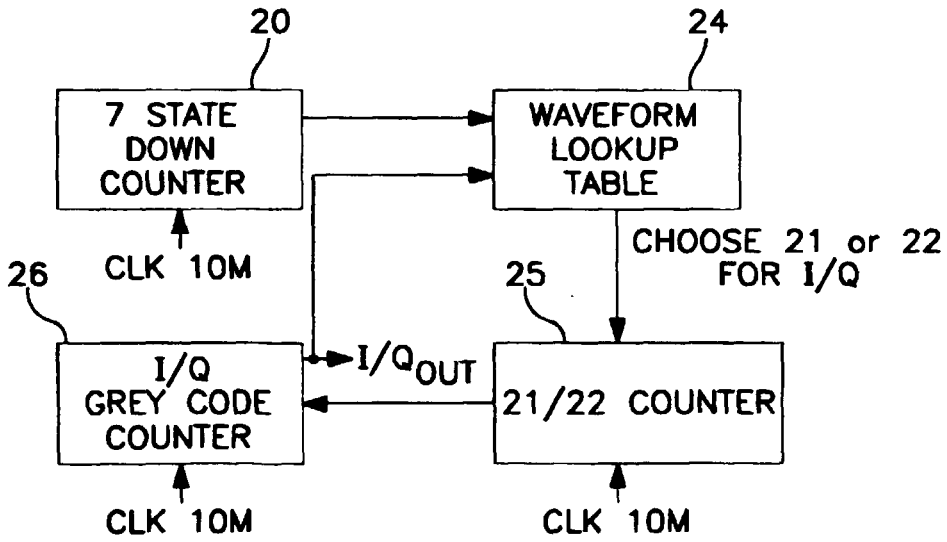 20
24
7 STATE
DOWN
COUNTER
WAVEFORM
LOOKUP
TABLE
CLK 10M
CHOOSE 21 or 22
FOR I/Q
26
25
I/Q
GREY CODE
COUNTER
I/QOUT
21/22 COUNTER
CLK 10M
CLK 10M